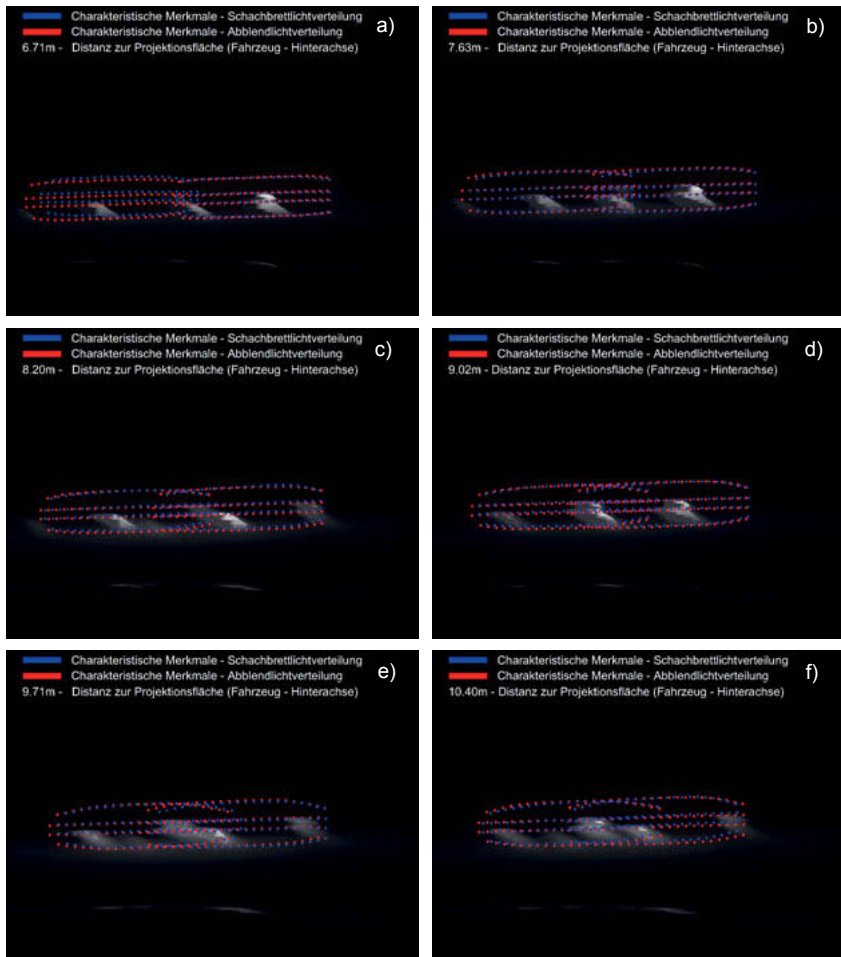 Charakteristische Merkmale - Schachbrettlichtverteilung a)
Charakteristische Merkmale - Abblendlichtverteilung
6.71m - Distanz zur Projektionsfläche (Fahrzeug - Hinterachse)
Charakteristische Merkmale - Schachbrettlichtverteilung b)
Charakteristische Merkmale - Abblendlichtverteilung
7.63m - Distanz zur Projektionsfläche (Fahrzeug - Hinterachse)
Charakteristische Merkmale - Schachbrettlichtverteilung c)
Charakteristische Merkmale - Abblendlichtverteilung
8.20m - Distanz zur Projektionsfläche (Fahrzeug - Hinterachse)
Charakteristische Merkmale - Schachbrettlichtverteilung d)
Charakteristische Merkmale - Abblendlichtverteilung
9.02m - Distanz zur Projektionsfläche (Fahrzeug - Hinterachse)
Charakteristische Merkmale - Schachbrettlichtverteilung e)
Charakteristische Merkmale - Abblendlichtverteilung
9.71m - Distanz zur Projektionsfläche (Fahrzeug - Hinterachse)
Charakteristische Merkmale - Schachbrettlichtverteilung f)
Charakteristische Merkmale - Abblendlichtverteilung
10.40m - Distanz zur Projektionsfläche (Fahrzeug - Hinterachse)